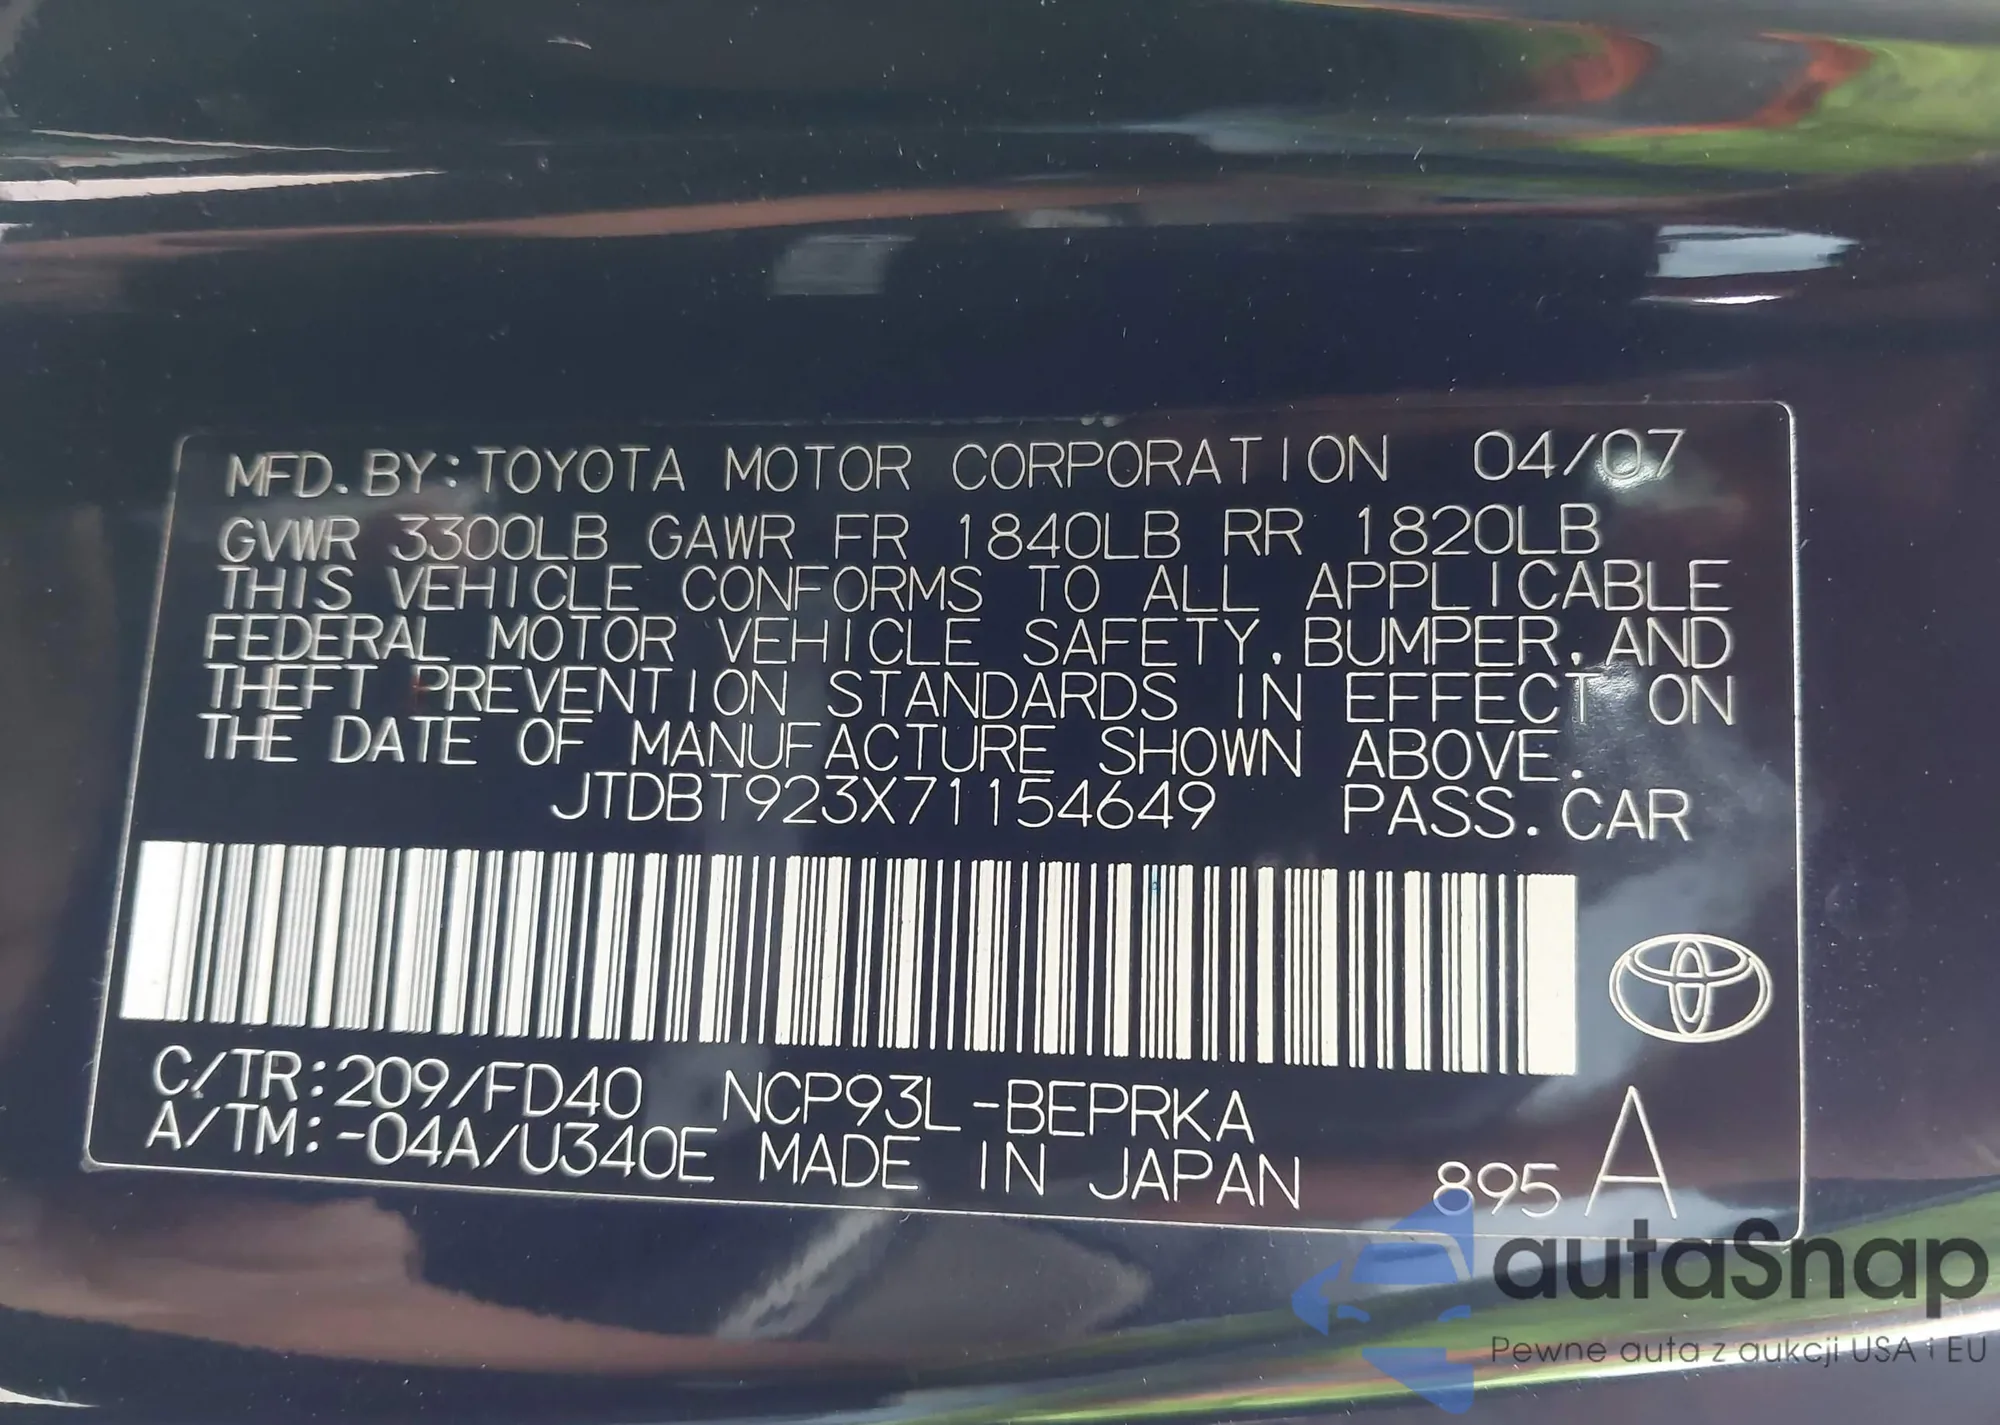 MFD. BY: TOYOTA MOTOR CORPORATION 04/07
GVWR 3300LB GAWR FR 1840LB RR 1820LB
THIS VEHICLE CONFORMS TO ALL APPLICABLE
FEDERAL MOTOR VEHICLE SAFETY, BUMPER, AND
THEFT PREVENTION STANDARDS IN EFFECT ON
THE DATE OF MANUFACTURE SHOWN ABOVE.
JTDBT923X71154649 PASS. CAR
C/TR: 209/FD40 NCP93L-BEPRKA
A/TM: -04A/U340E MADE IN JAPAN 895 A
autaSnap
Pewne auta z aukcji USA i EU